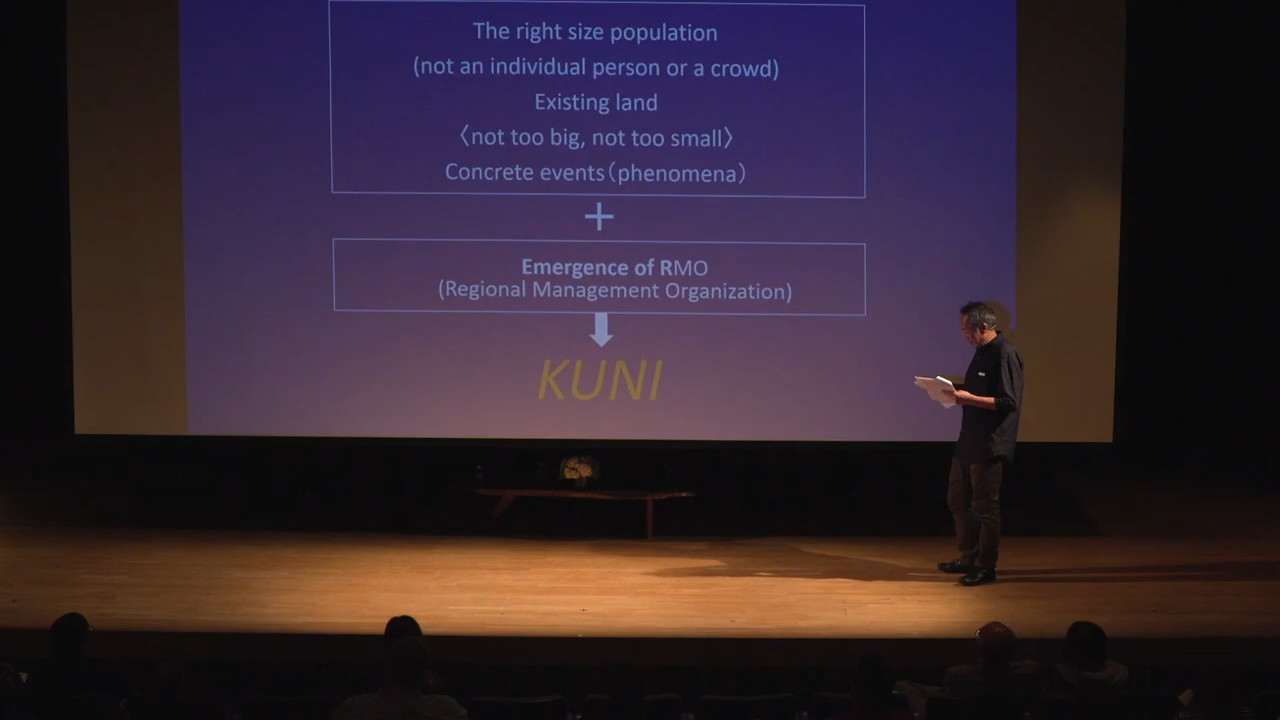 The right size population
(not an individual person or a crowd)
Existing land
〈not too big, not too small〉
Concrete events（phenomena）
+
Emergence of RMO
(Regional Management Organization)
KUNI